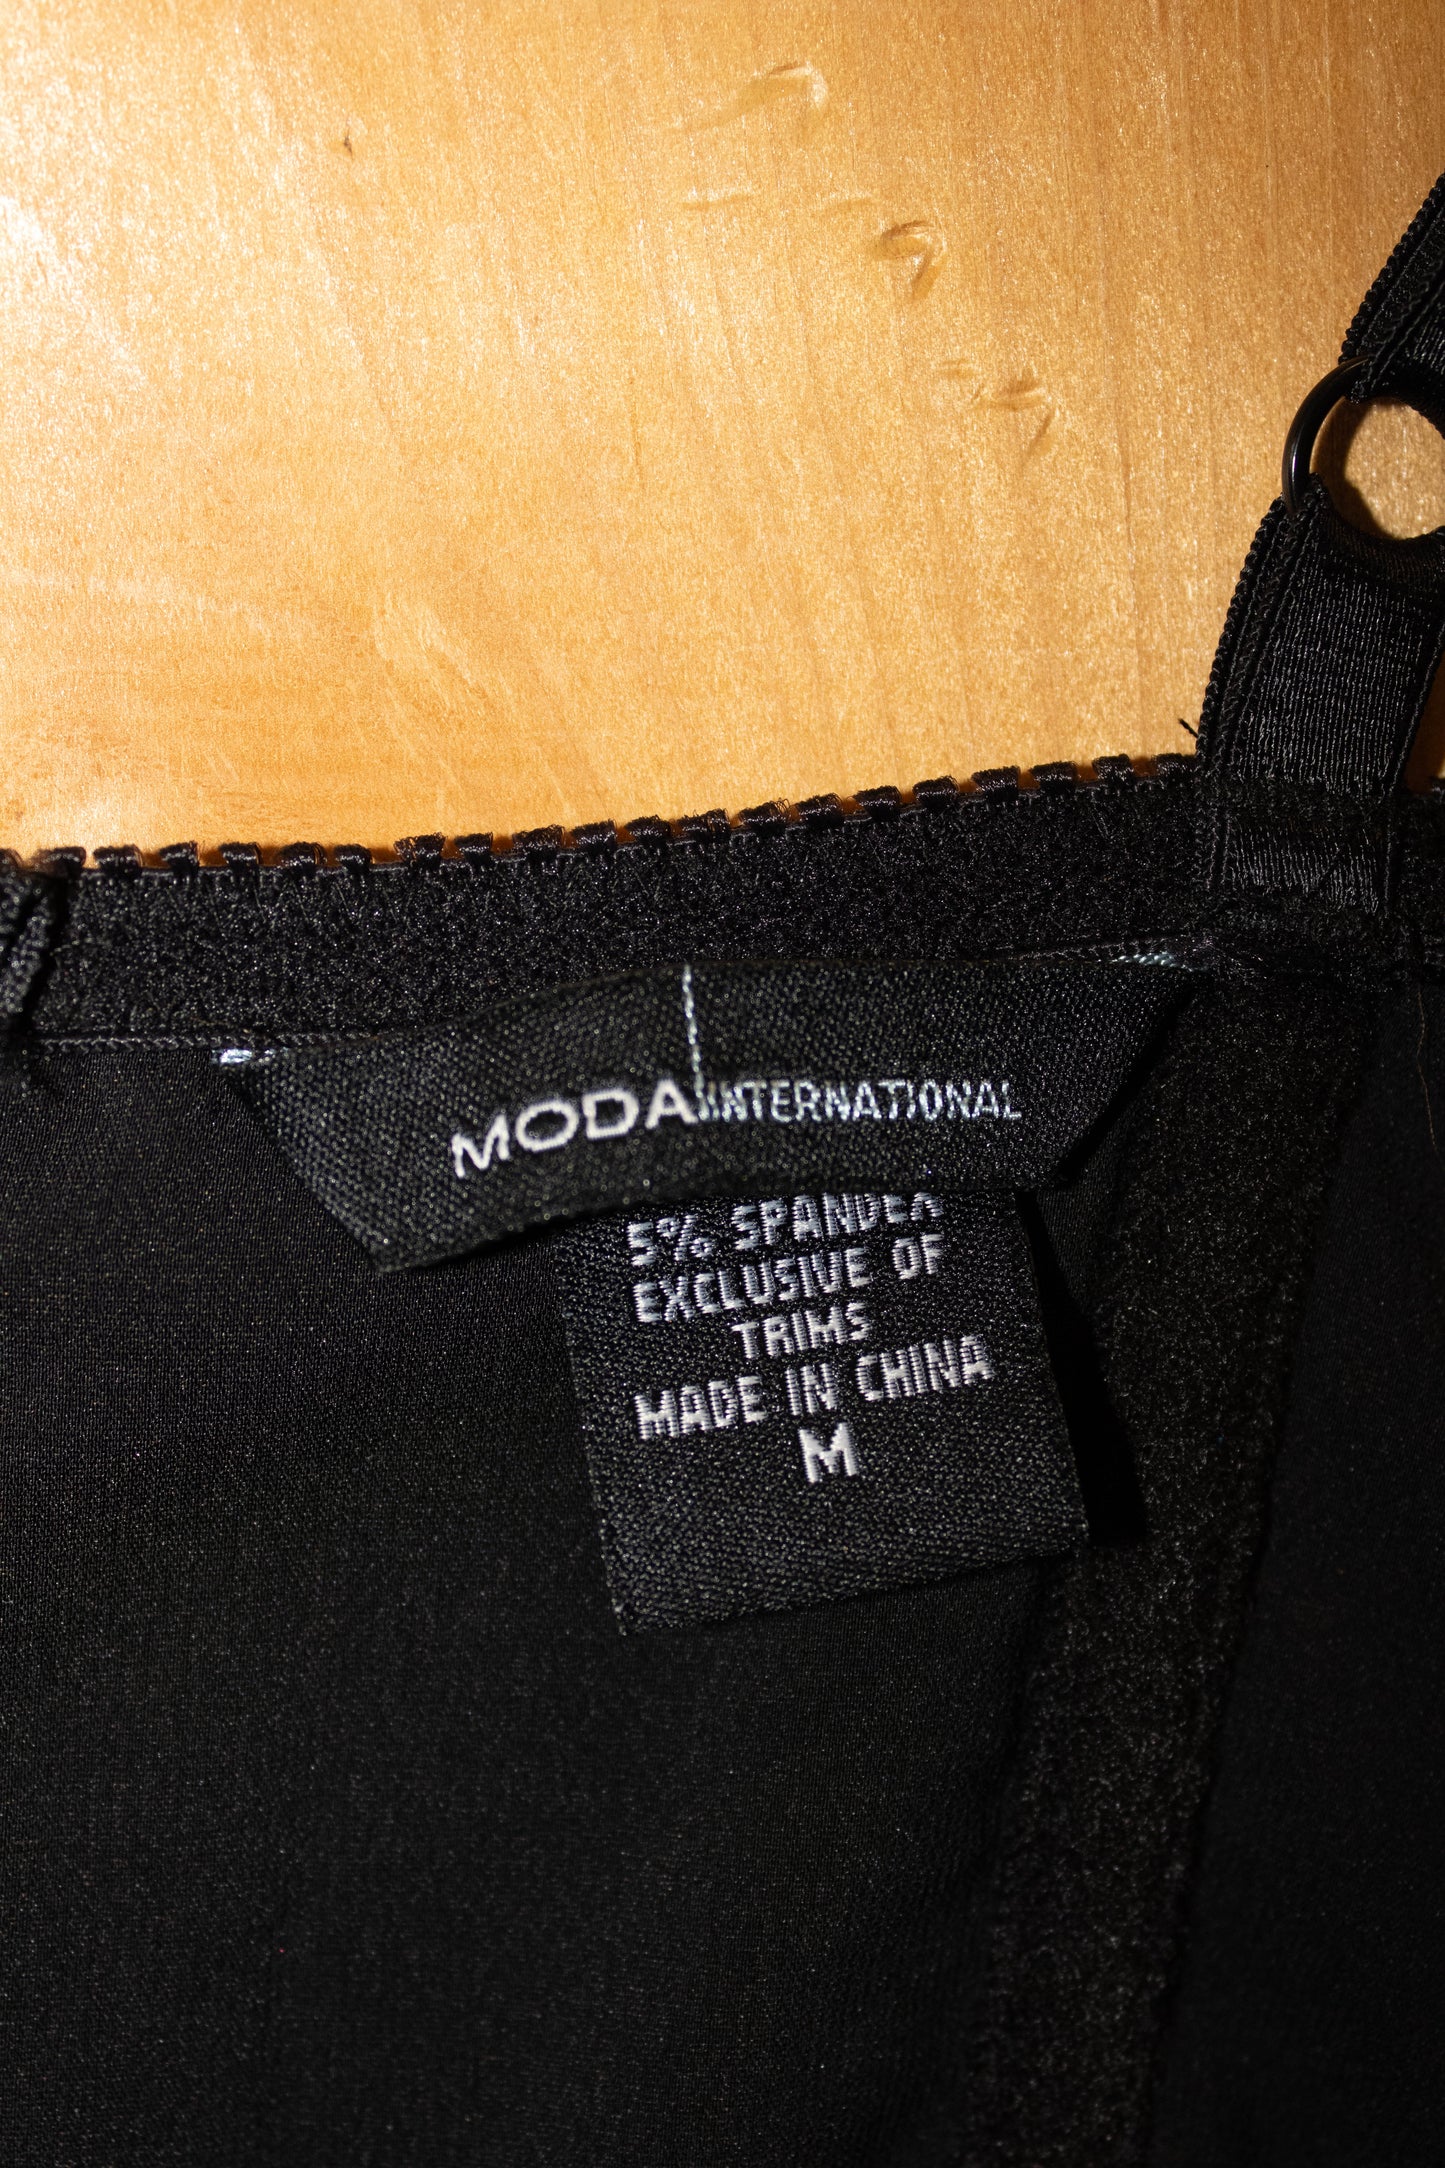 MODA INTERNATIONAL
5% SPANDEX
EXCLUSIVE OF
TRIMS
MADE IN CHINA
M